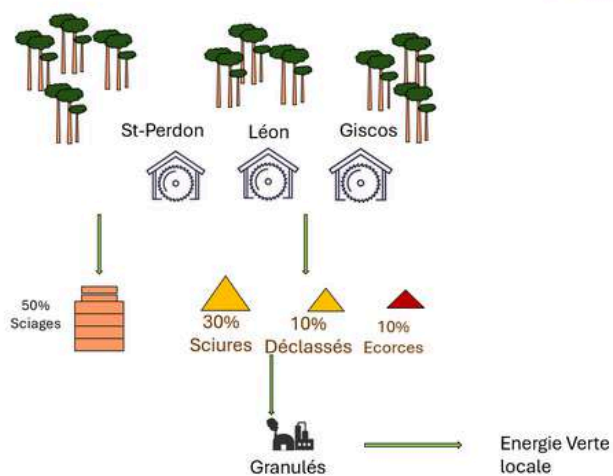 St-Perdon
Léon
Giscos
50%
Sciages
30%
Sciures
10%
Déclassés
10%
Ecorces
Granulés
Energie Verte
locale